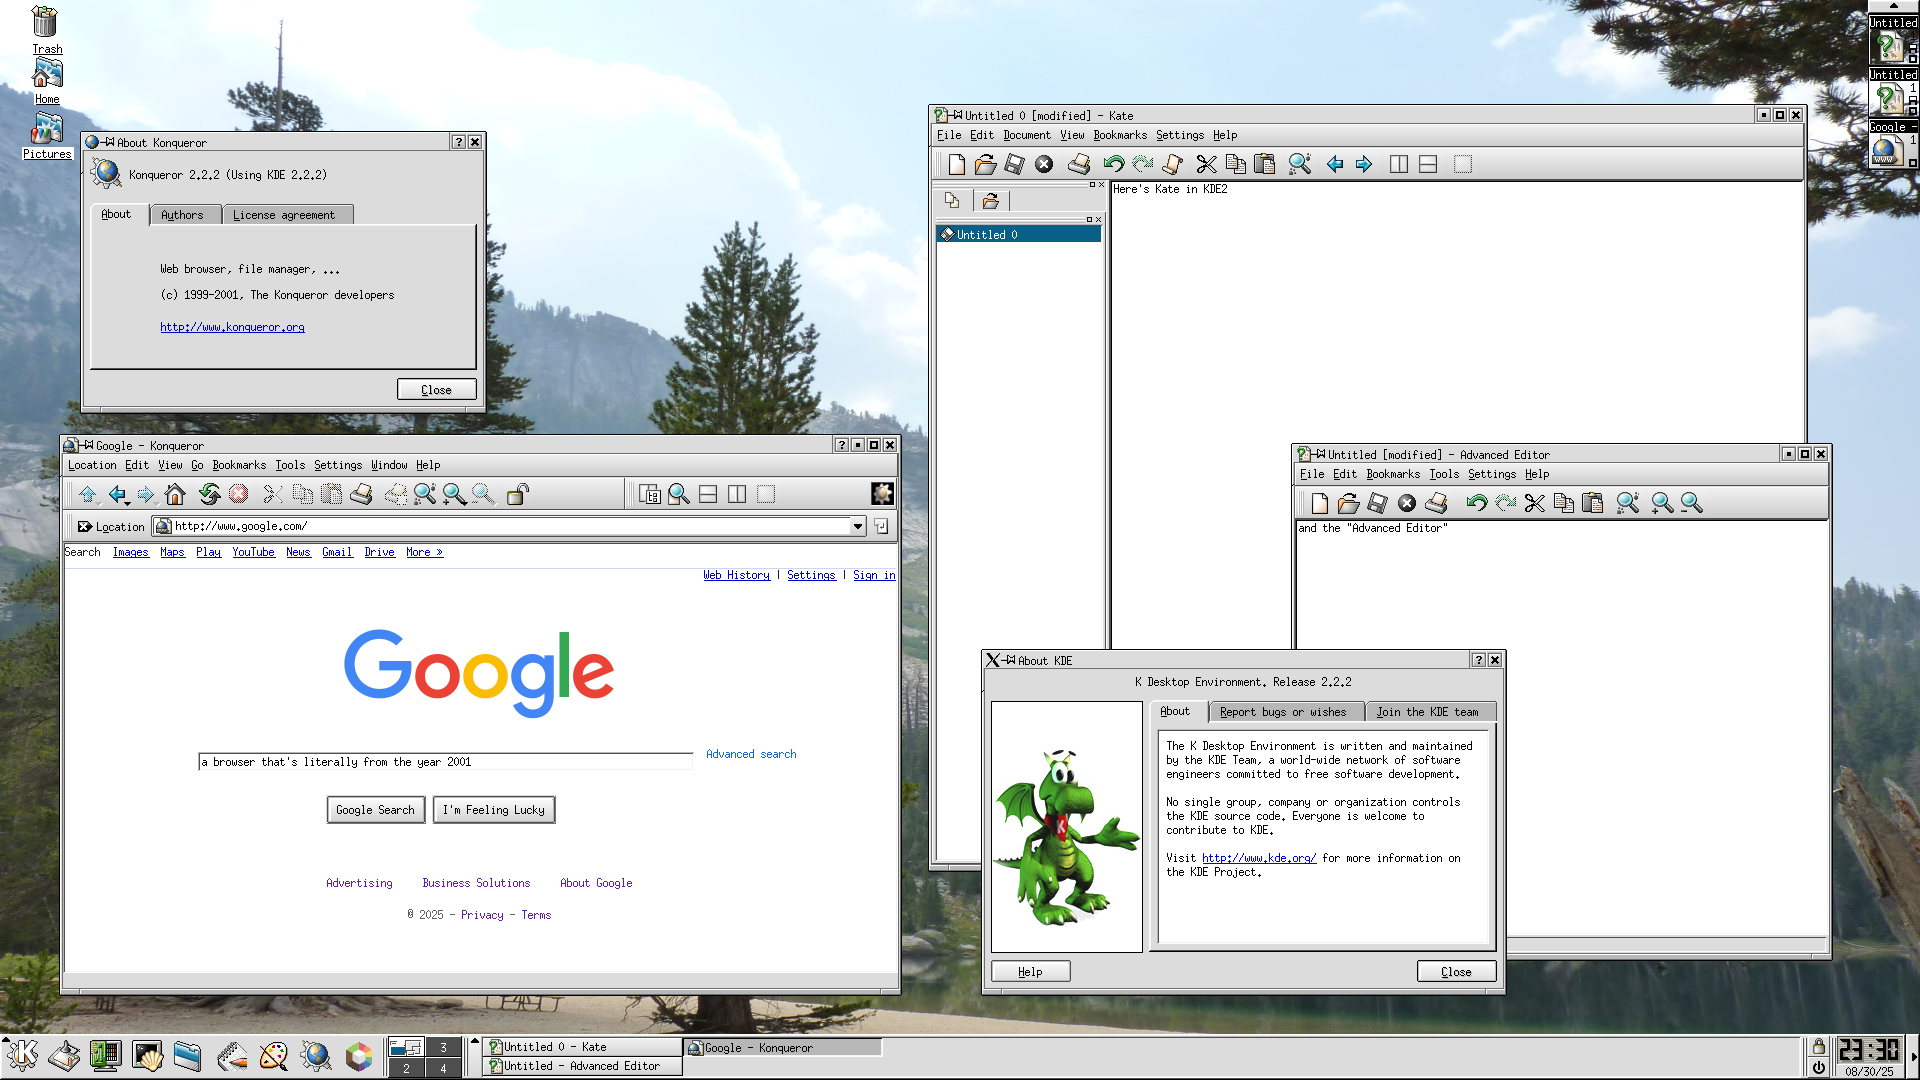 Trash
Home
Pictures
Untitled
1
Untitled
1
Google -
1
WWW
About Konqueror
Konqueror 2.2.2 (Using KDE 2.2.2)
About Authors License agreement
Web browser, file manager, ...
(c) 1999-2001, The Konqueror developers
http://www.konqueror.org
Close
Google - Konqueror
Location Edit View Go Bookmarks Tools Settings Window Help
Location http://www.google.com/
Search Images Maps Play YouTube News Gmail Drive More »
Web History | Settings | Sign in
Google
a browser that's literally from the year 2001
Advanced search
Google Search I'm Feeling Lucky
Advertising Business Solutions About Google
© 2025 - Privacy - Terms
Untitled 0 [modified] - Kate
File Edit Document View Bookmarks Settings Help
Here's Kate in KDE2
Untitled 0
Untitled [modified] - Advanced Editor
File Edit Bookmarks Tools Settings Help
and the "Advanced Editor"
About KDE
K Desktop Environment. Release 2.2.2
About Report bugs or wishes Join the KDE team
The K Desktop Environment is written and maintained
by the KDE Team, a world-wide network of software
engineers committed to free software development.
No single group, company or organization controls
the KDE source code. Everyone is welcome to
contribute to KDE.
Visit http://www.kde.org/ for more information on
the KDE Project.
K
Help
Close
K
3
2 4
Untitled 0 - Kate
Untitled - Advanced Editor
Google - Konqueror
23:30
08/30/25